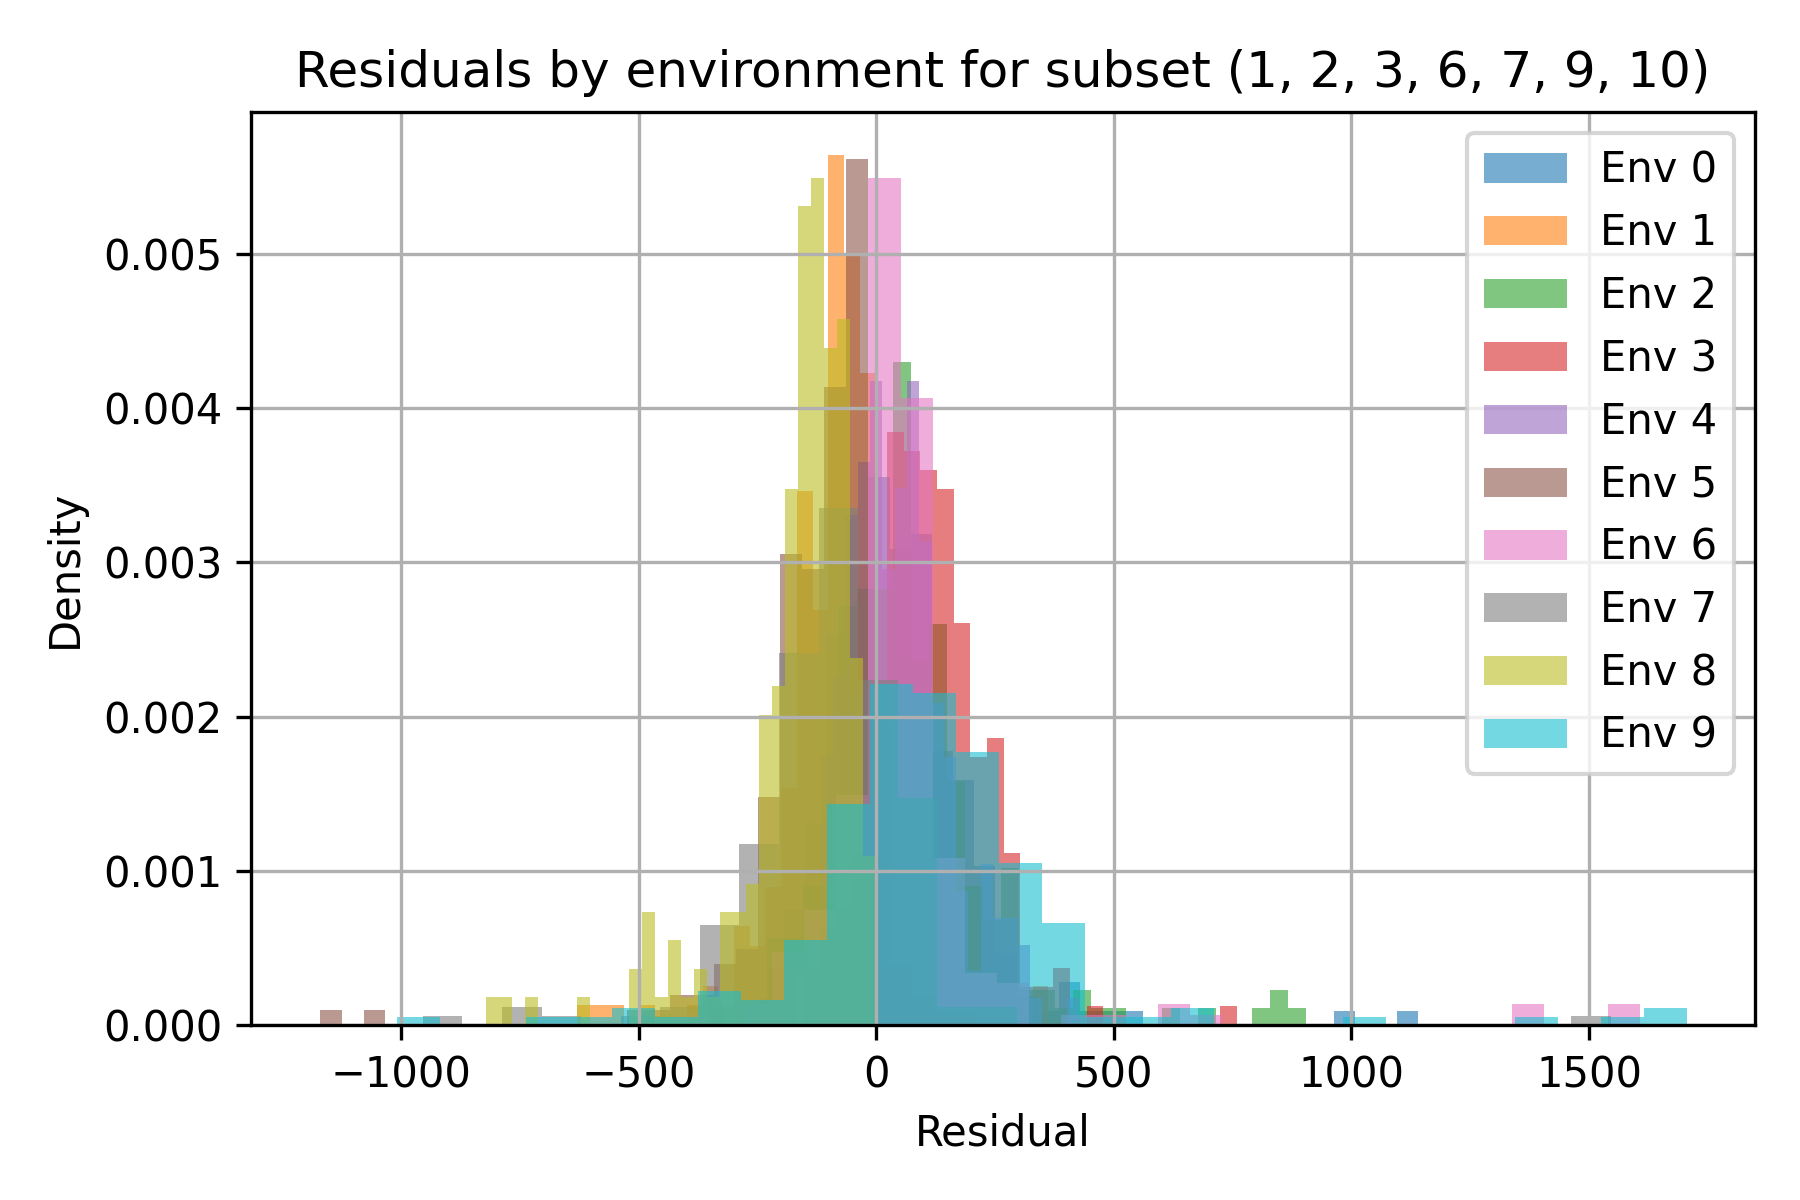 Residuals by environment for subset (1, 2, 3, 6, 7, 9, 10)
Env 0
Env 1
Env 2
Env 3
Env 4
Env 5
Env 6
Env 7
Env 8
Env 9
Density
0.005
0.004
0.003
0.002
0.001
0.000
−1000
−500
0
500
1000
1500
Residual